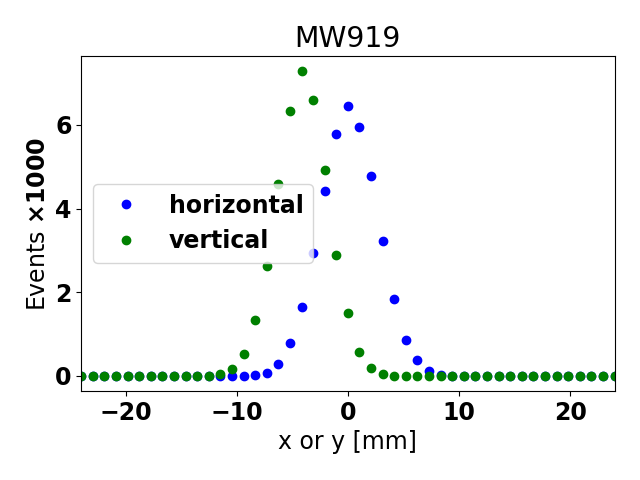 MW919
Events ×1000
6
4
2
0
horizontal
vertical
−20 −10 0 10 20
x or y [mm]